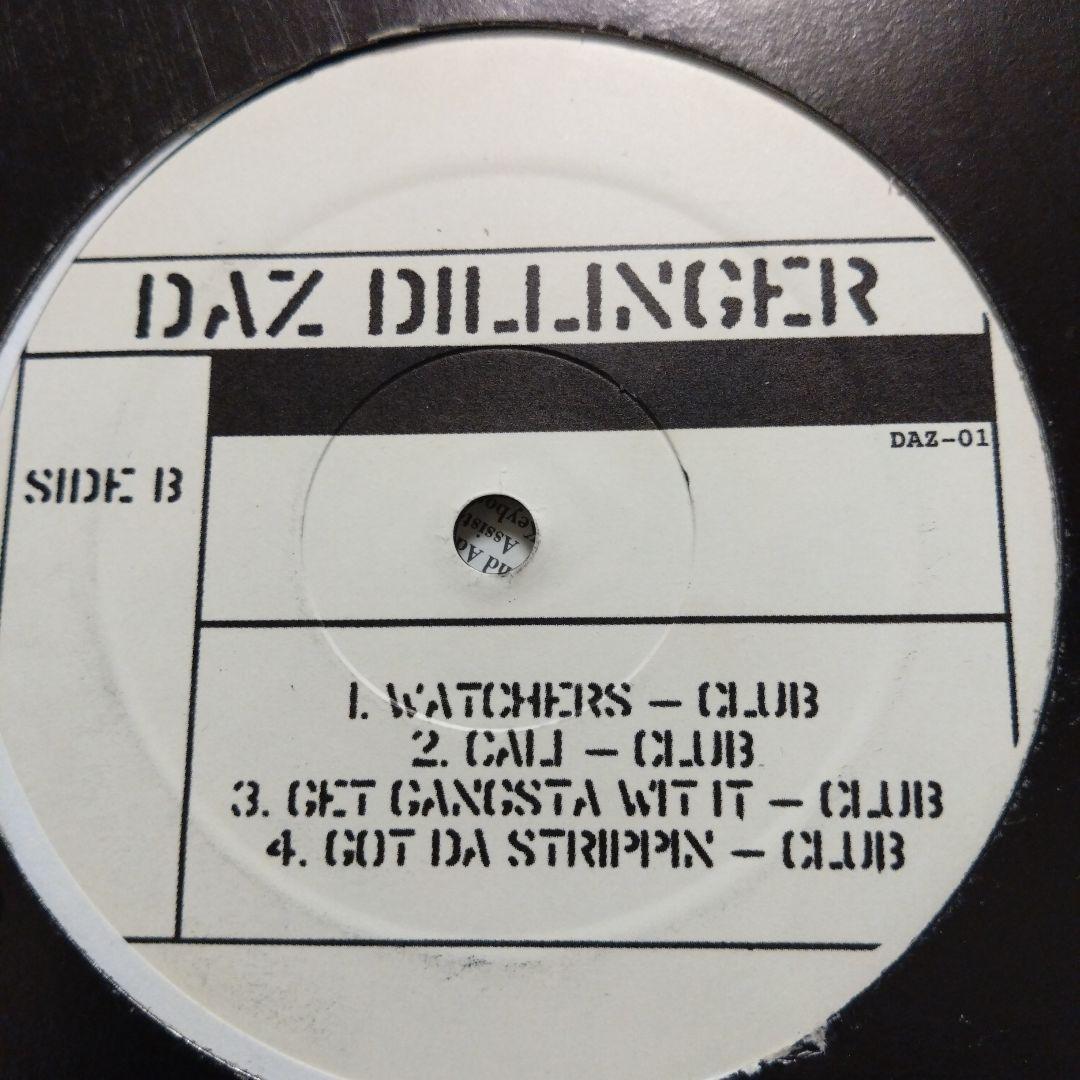 DAZ DILLINGER
DAZ-01
SIDE B
1. WATCHERS – CLUB
2. CALI – CLUB
3. GET GANGSTA WIT IT – CLUB
4. GOT DA STRIPPIN – CLUB